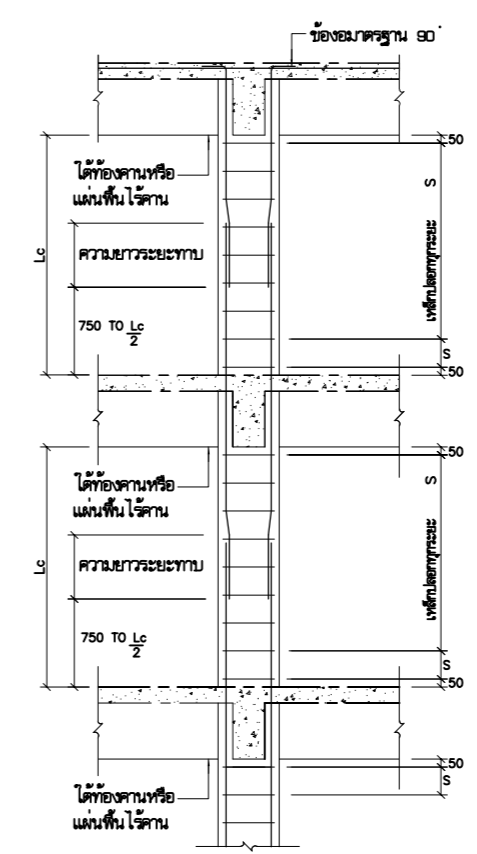 ข้องอมาตรฐาน 90°
50
ใต้ท้องคานหรือ
แผ่นพื้นไร้คาน
S
Lc
ความยาวระยะทาบ
เหล็กปลอกทุกระยะ
750 TO Lc
2
S
50
50
ใต้ท้องคานหรือ
แผ่นพื้นไร้คาน
S
Lc
ความยาวระยะทาบ
เหล็กปลอกทุกระยะ
750 TO Lc
2
S
50
50
S
ใต้ท้องคานหรือ
แผ่นพื้นไร้คาน